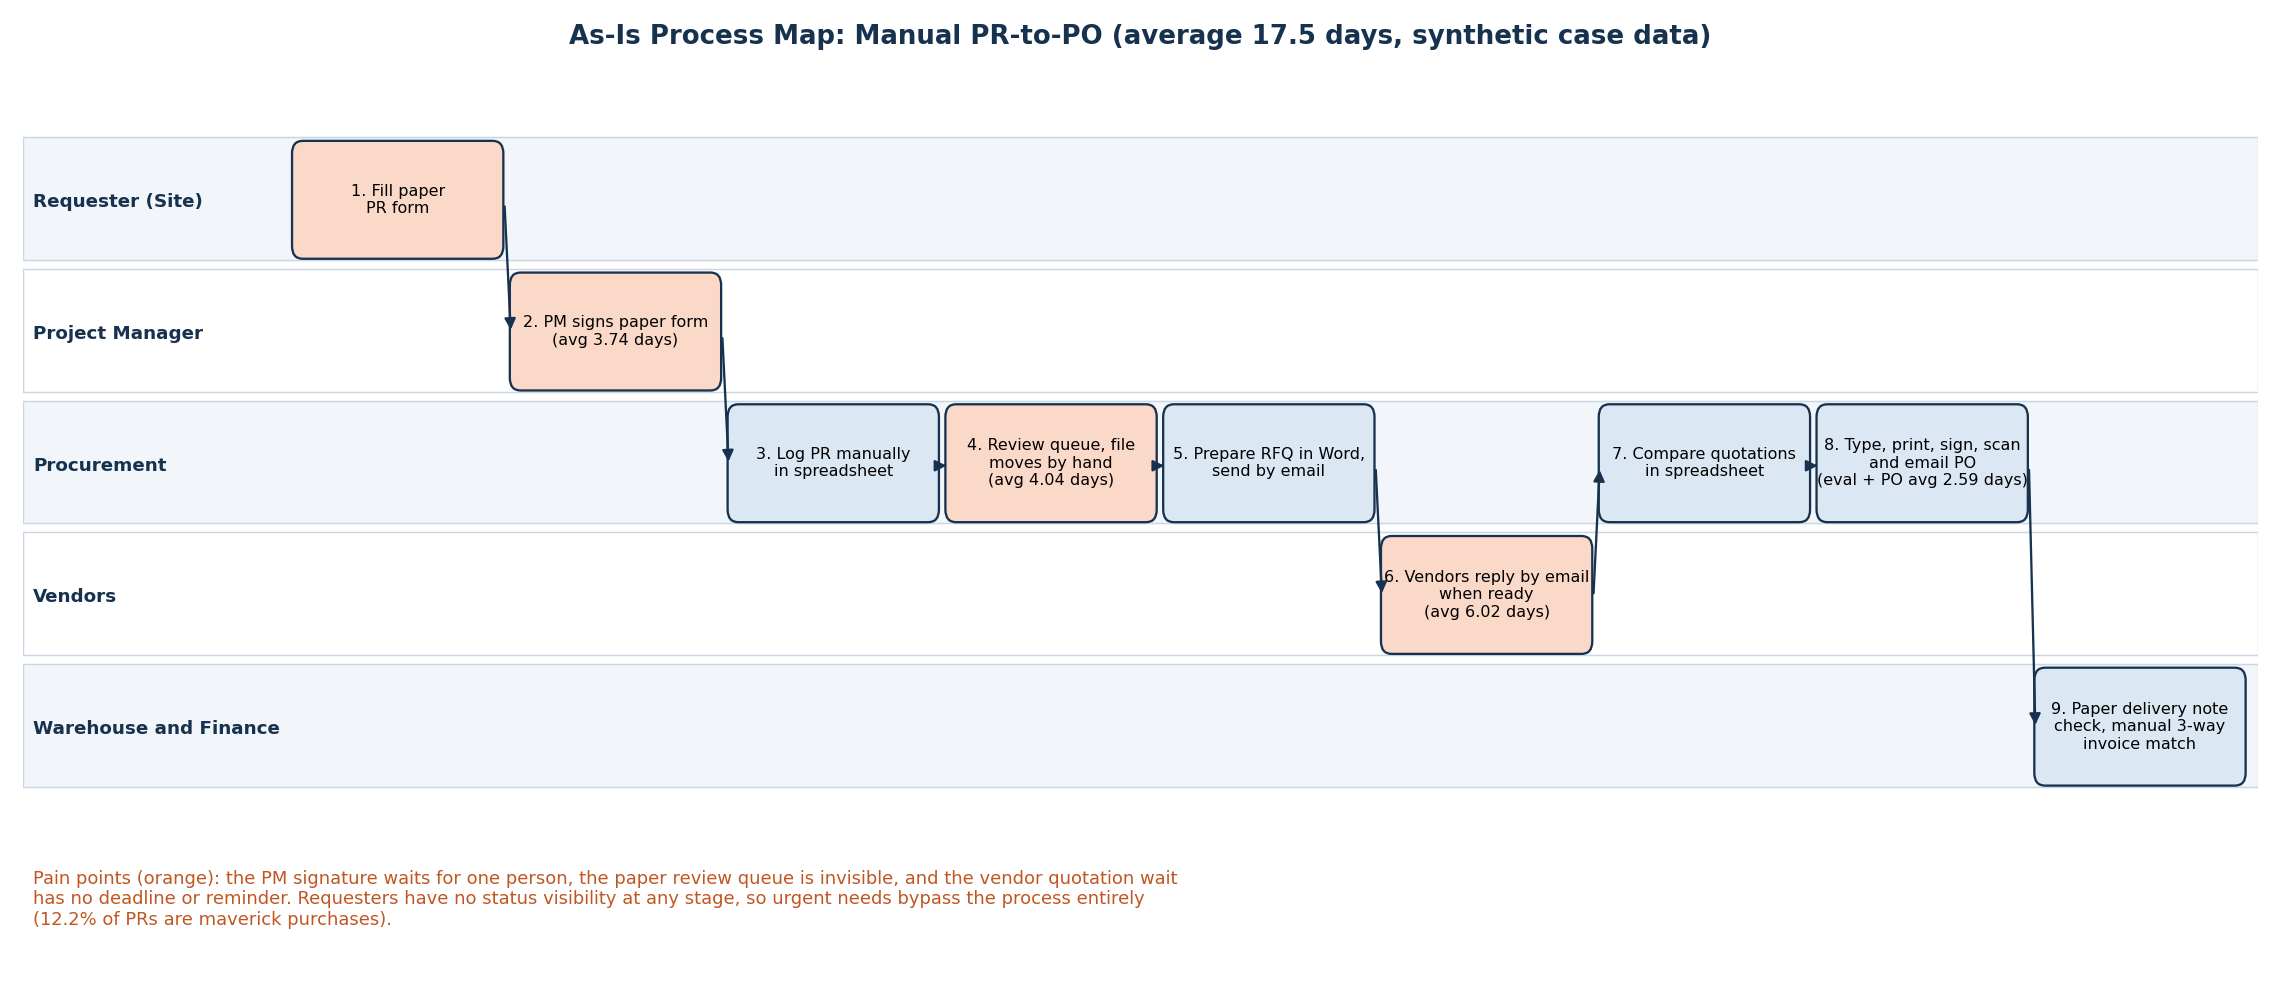 As-Is Process Map: Manual PR-to-PO (average 17.5 days, synthetic case data)
Requester (Site)
1. Fill paper
PR form
Project Manager
2. PM signs paper form
(avg 3.74 days)
Procurement
3. Log PR manually
in spreadsheet
4. Review queue, file
moves by hand
(avg 4.04 days)
5. Prepare RFQ in Word,
send by email
7. Compare quotations
in spreadsheet
8. Type, print, sign, scan
and email PO
(eval + PO avg 2.59 days)
Vendors
6. Vendors reply by email
when ready
(avg 6.02 days)
Warehouse and Finance
9. Paper delivery note
check, manual 3-way
invoice match
Pain points (orange): the PM signature waits for one person, the paper review queue is invisible, and the vendor quotation wait
has no deadline or reminder. Requesters have no status visibility at any stage, so urgent needs bypass the process entirely
(12.2% of PRs are maverick purchases).